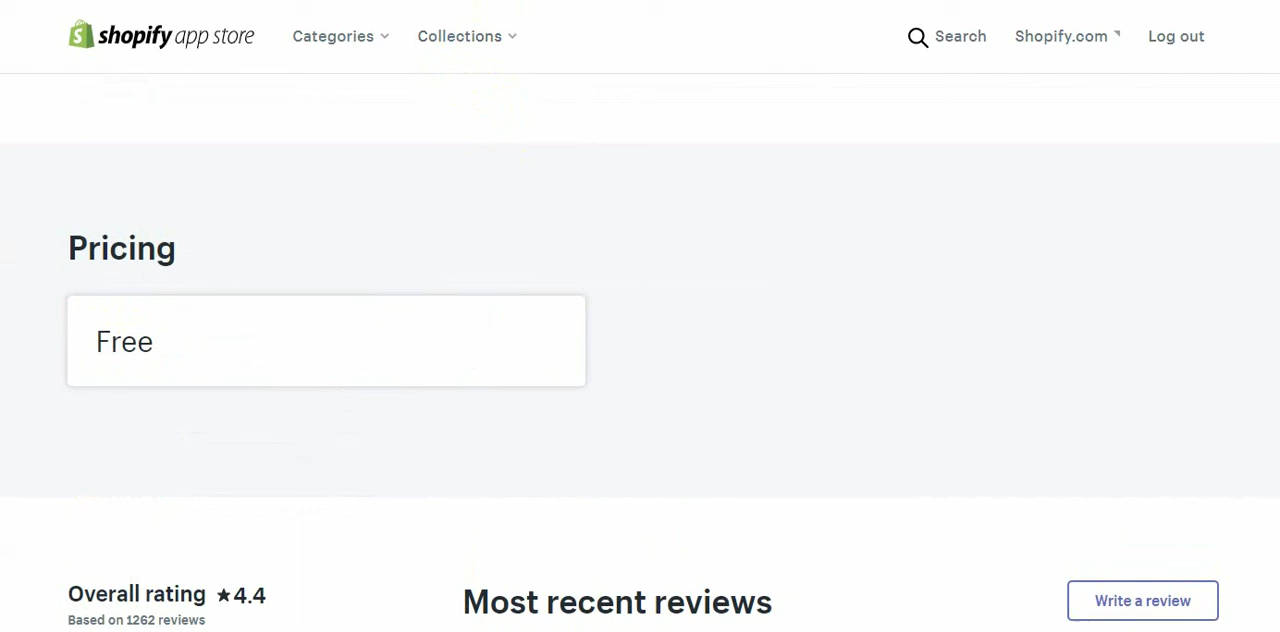 shopify app store Categories Collections Search Shopify.com Log out
Pricing
Free
Overall rating ★4.4
Based on 1262 reviews
Most recent reviews
Write a review